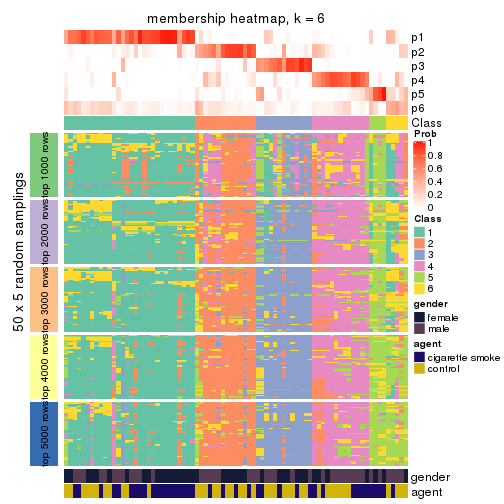 membership heatmap, k = 6
p1
p2
p3
p4
p5
p6
Class
Prob
1
0.8
0.6
0.4
0.2
0
Class
1
2
3
4
5
6
gender
female
male
agent
cigarette smoke
control
50 x 5 random samplings
top 1000 rows
top 2000 rows
top 3000 rows
top 4000 rows
top 5000 rows
gender
agent